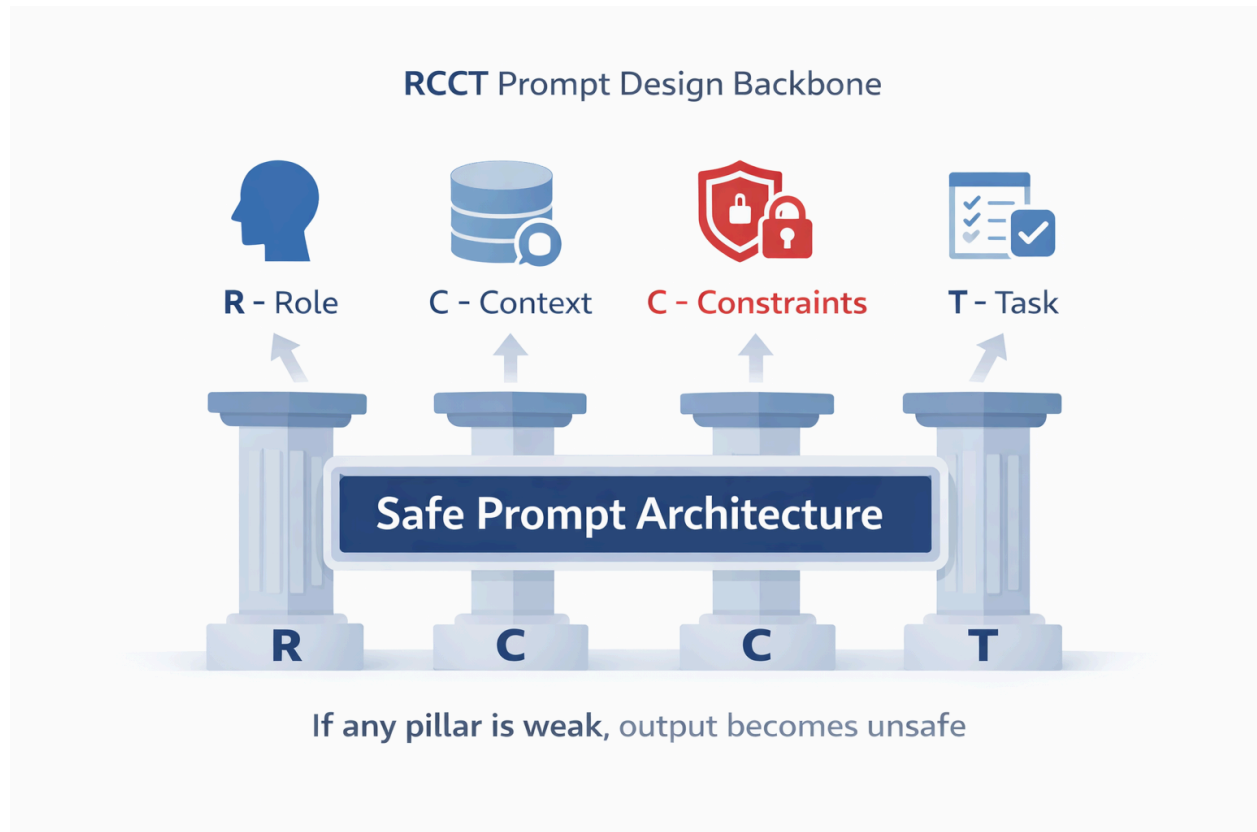 RCCT Prompt Design Backbone
R - Role
C - Context
C - Constraints
T - Task
Safe Prompt Architecture
R
C
C
T
If any pillar is weak, output becomes unsafe